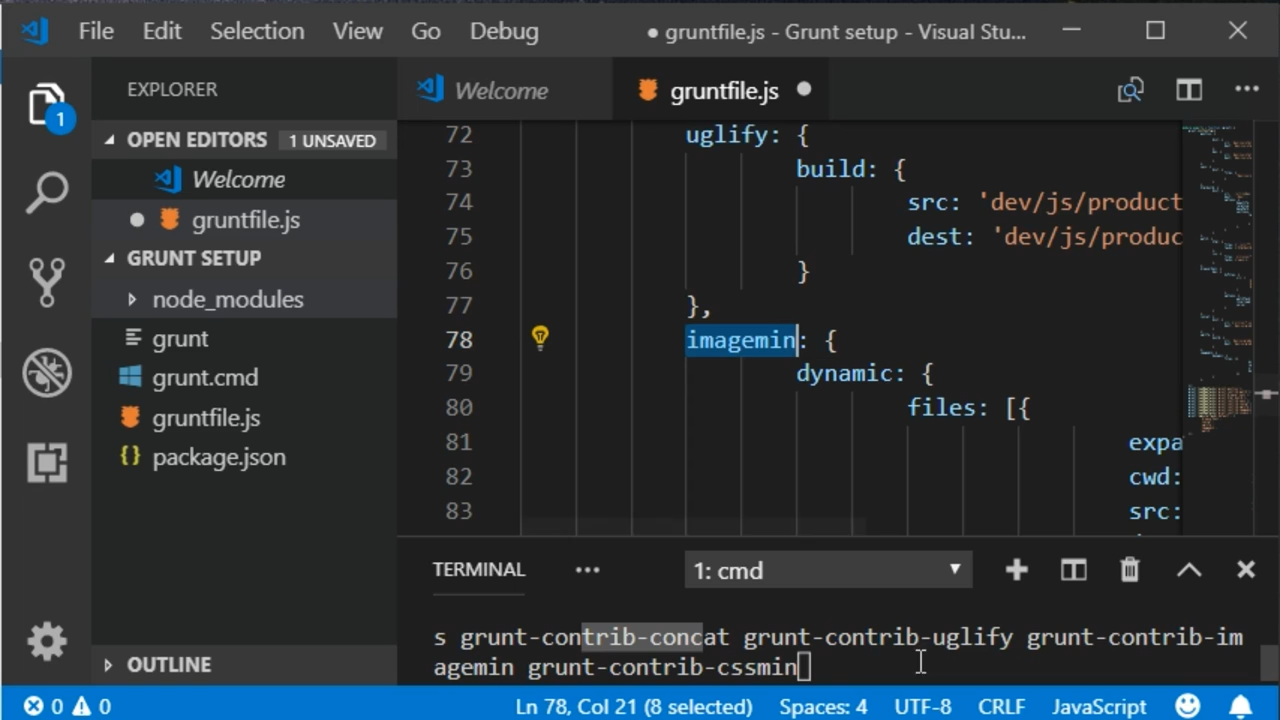 File Edit Selection View Go Debug ● gruntfile.js - Grunt setup - Visual Stu...
EXPLORER
OPEN EDITORS 1 UNSAVED
Welcome
gruntfile.js
GRUNT SETUP
node_modules
grunt
grunt.cmd
gruntfile.js
package.json
OUTLINE
1
Welcome gruntfile.js
72 uglify: {
73 build: {
74 src: 'dev/js/product
75 dest: 'dev/js/produc
76 }
77 },
78 imagemin: {
79 dynamic: {
80 files: [{
81 expa
82 cwd:
83 src:
TERMINAL ... 1: cmd
s grunt-contrib-concat grunt-contrib-uglify grunt-contrib-im
agemin grunt-contrib-cssmin
0 0 Ln 78, Col 21 (8 selected) Spaces: 4 UTF-8 CRLF JavaScript